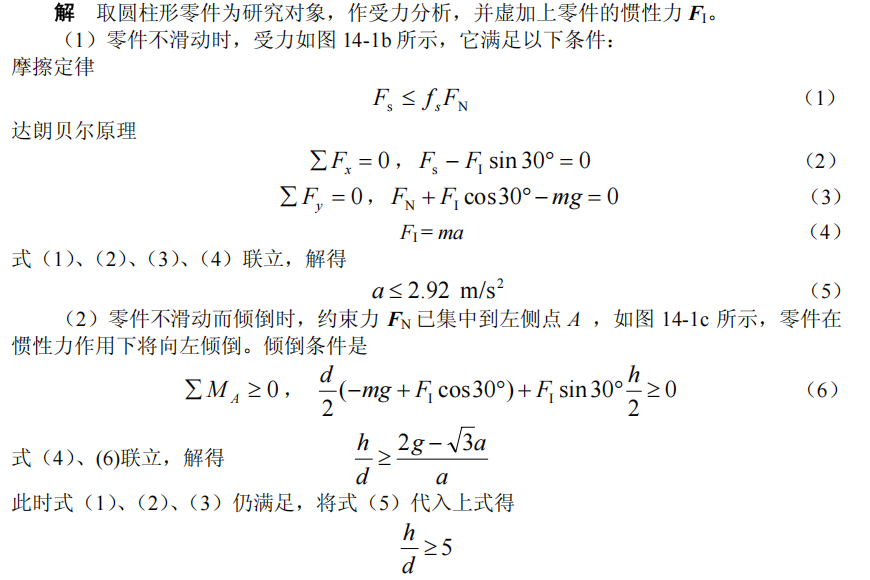 解 取圆柱形零件为研究对象，作受力分析，并虚加上零件的惯性力 F_I。
（1）零件不滑动时，受力如图 14-1b 所示，它满足以下条件：
摩擦定律
F_s ≤ f_s F_N （1）
达朗贝尔原理
∑F_x = 0，F_s − F_I sin 30° = 0 （2）
∑F_y = 0，F_N + F_I cos30° − mg = 0 （3）
F_I = ma （4）
式（1）、（2）、（3）、（4）联立，解得
a ≤ 2.92 m/s² （5）
（2）零件不滑动而倾倒时，约束力 F_N 已集中到左侧点 A ，如图 14-1c 所示，零件在
惯性力作用下将向左倾倒。倾倒条件是
∑M_A ≥ 0， d/2(−mg + F_I cos30°) + F_I sin 30° h/2 ≥ 0 （6）
式（4）、(6)联立，解得 h/d ≥ (2g − √3a)/a
此时式（1）、（2）、（3）仍满足，将式（5）代入上式得
h/d ≥ 5